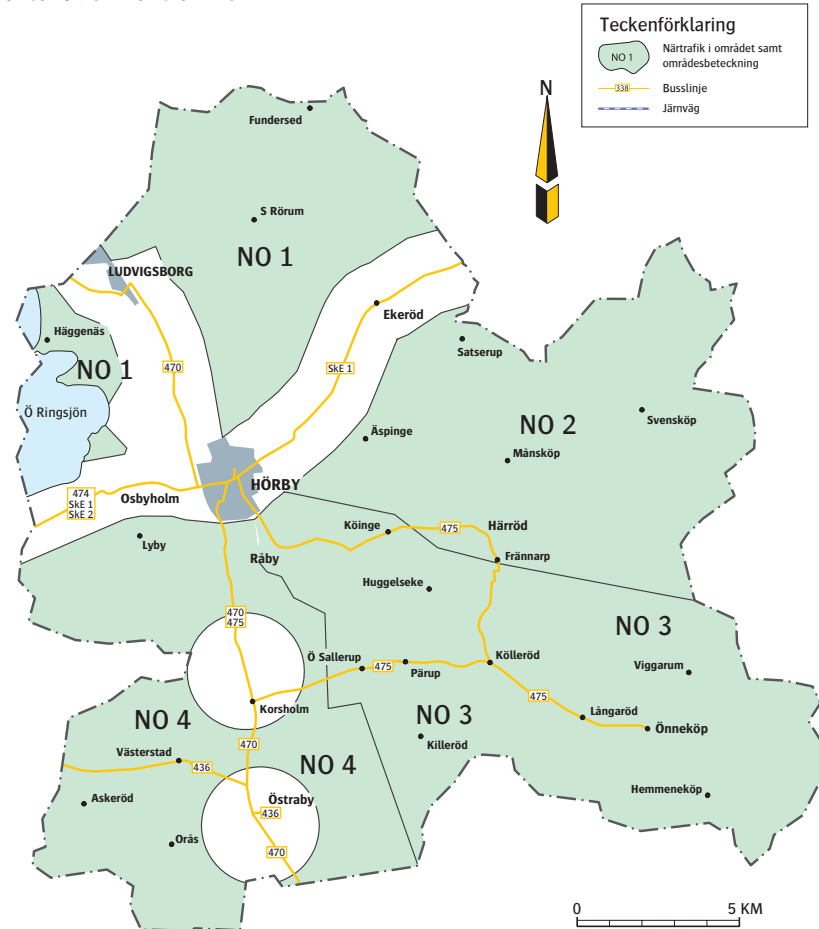 Teckenförklaring
NO 1
Närtrafik i området samt
områdesbeteckning
338
Busslinje
Järnväg
N
Fundersed
S Rörum
NO 1
LUDVIGSBORG
Ekeröd
Häggenäs
NO 1
470
SkE 1
Satserup
Ö Ringsjön
Svensköp
NO 2
Äspinge
Månsköp
HÖRBY
474
SkE 1
SkE 2
Osbyholm
Köinge
475
Härröd
Lyby
Råby
Frännarp
Huggelseke
470
475
NO 3
Ö Sallerup
475
Pärup
Kölleröd
Viggarum
475
Korsholm
NO 4
NO 3
Långaröd
Önneköp
470
Killeröd
Västerstad
436
NO 4
Askeröd
Östraby
436
Hemmeneköp
Orås
470
0
5 KM